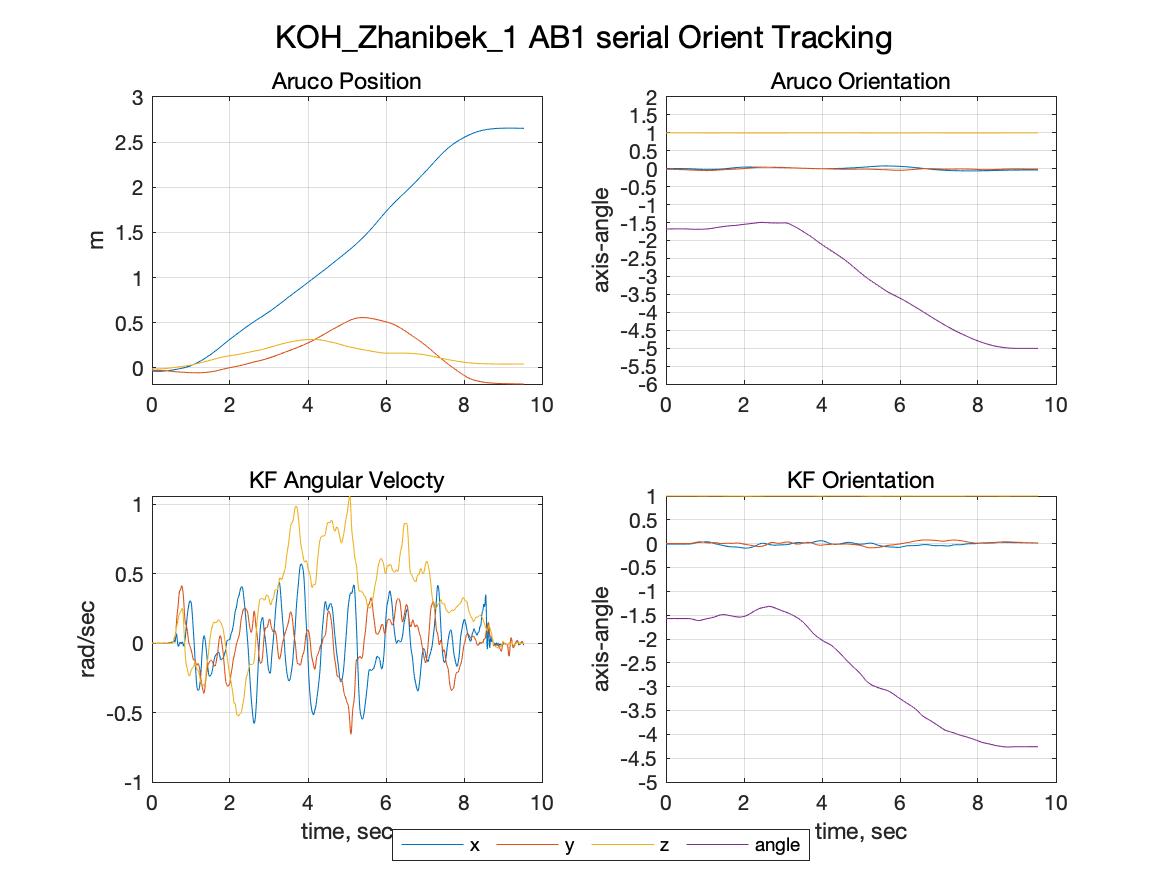 KOH_Zhanibek_1 AB1 serial Orient Tracking
Aruco Position
3
2.5
2
1.5
1
0.5
0
m
0 2 4 6 8 10
Aruco Orientation
2
1.5
1
0.5
0
-0.5
-1
-1.5
-2
-2.5
-3
-3.5
-4
-4.5
-5
-5.5
-6
axis-angle
0 2 4 6 8 10
KF Angular Velocty
1
0.5
0
-0.5
-1
rad/sec
0 2 4 6 8 10
time, sec
KF Orientation
1
0.5
0
-0.5
-1
-1.5
-2
-2.5
-3
-3.5
-4
-4.5
-5
axis-angle
0 2 4 6 8 10
time, sec
x y z angle